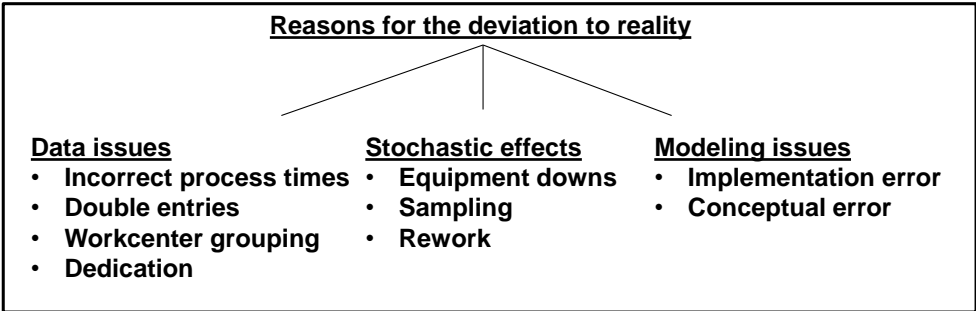 Reasons for the deviation to reality
Data issues
• Incorrect process times
• Double entries
• Workcenter grouping
• Dedication
Stochastic effects
• Equipment downs
• Sampling
• Rework
Modeling issues
• Implementation error
• Conceptual error